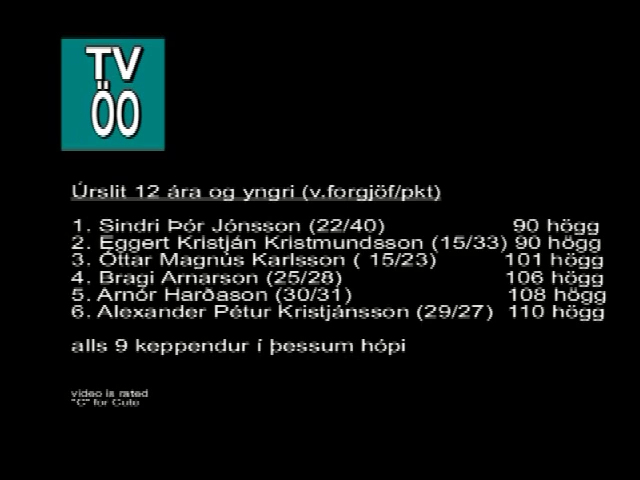 TV
ÖO
Úrslit 12 ára og yngri (v.forgjöf/pkt)
1. Sindri Þór Jónsson (22/40) 90 högg
2. Eggert Kristján Kristmundsson (15/33) 90 högg
3. Óttar Magnús Karlsson ( 15/23) 101 högg
4. Bragi Arnarson (25/28) 106 högg
5. Arnór Harðason (30/31) 108 högg
6. Alexander Pétur Kristjánsson (29/27) 110 högg
alls 9 keppendur í þessum hópi
video is rated
"C" for Cute